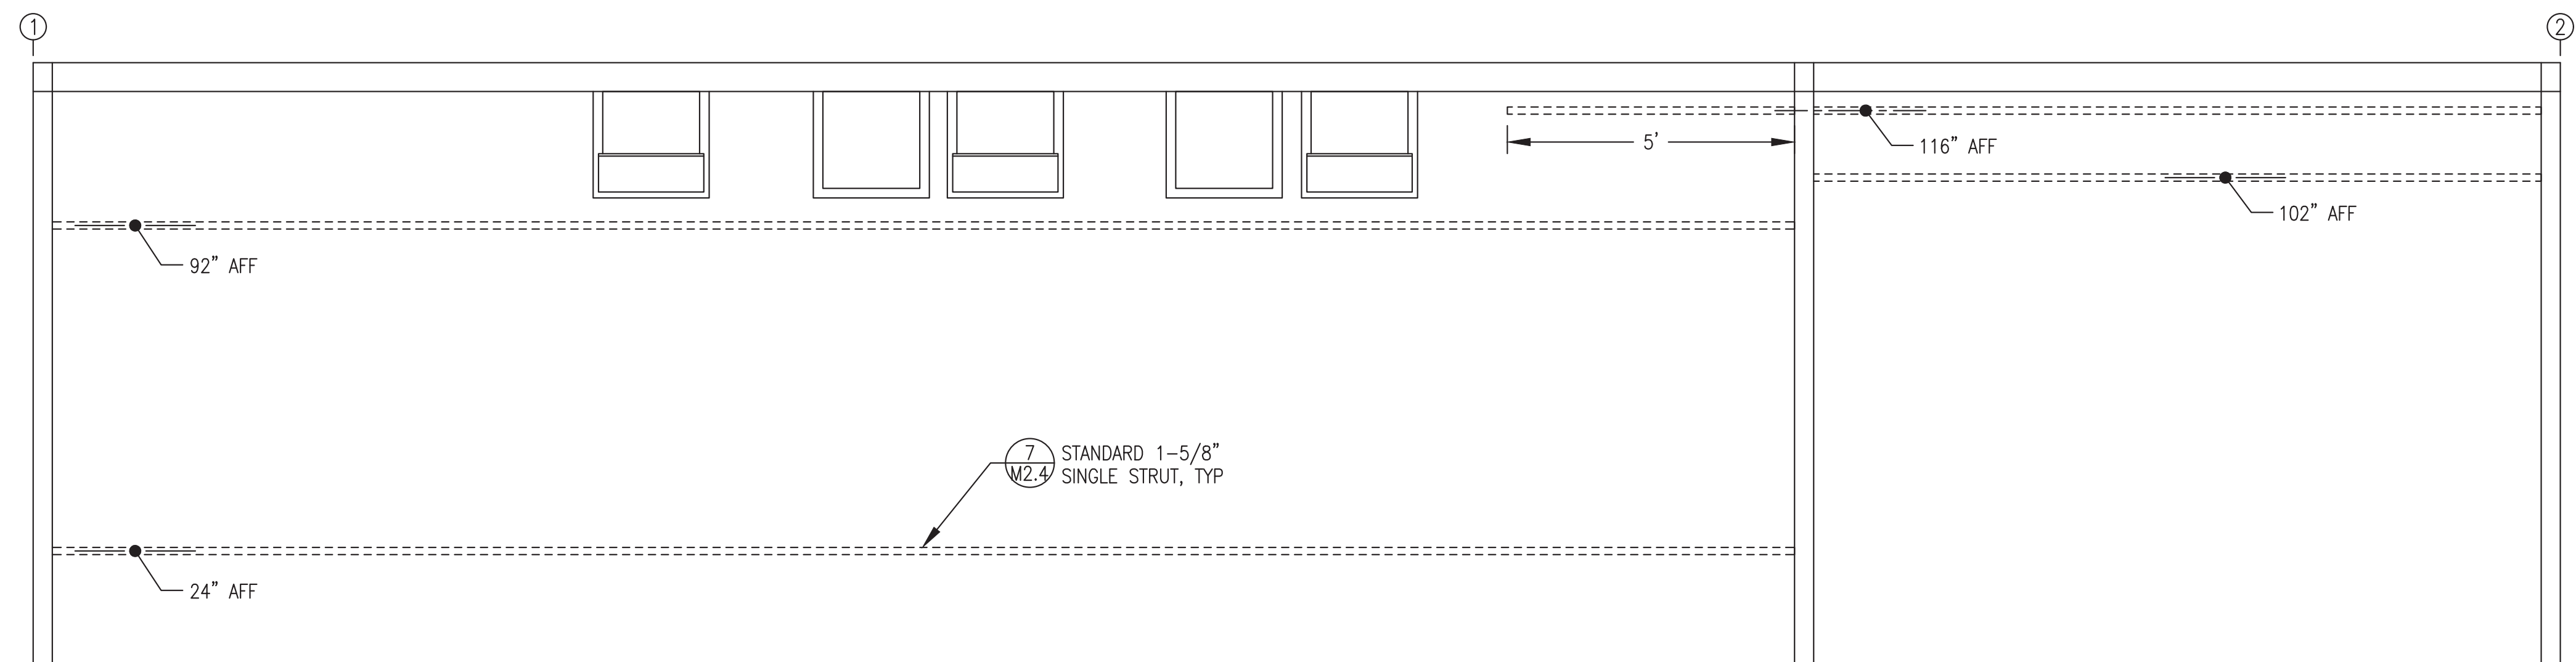 1
2
5’
116” AFF
102” AFF
92” AFF
7
M2.4
STANDARD 1-5/8”
SINGLE STRUT, TYP
24” AFF